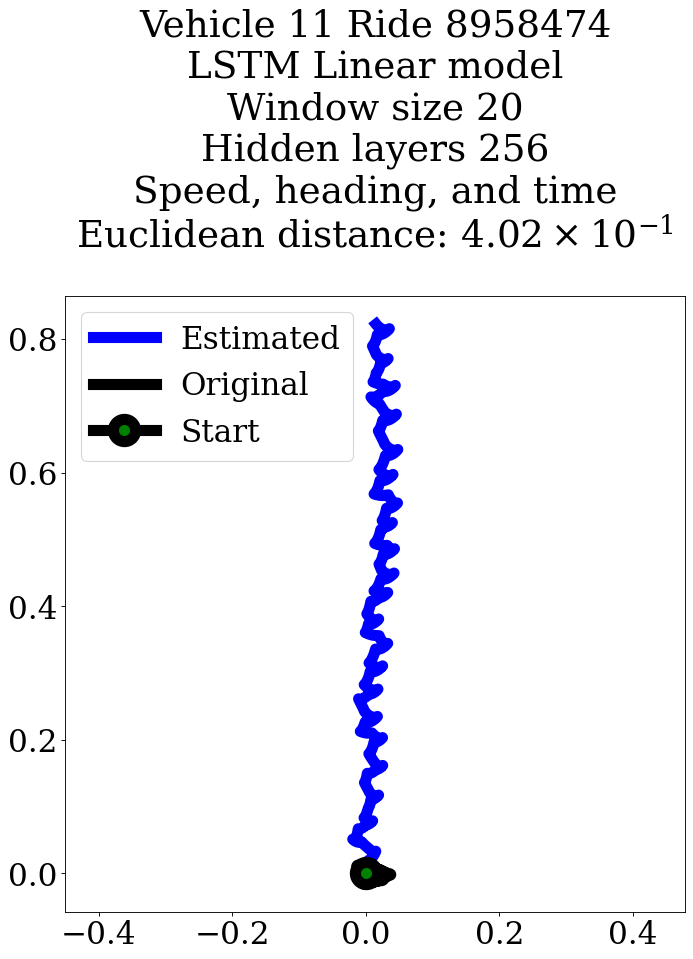 Vehicle 11 Ride 8958474
LSTM Linear model
Window size 20
Hidden layers 256
Speed, heading, and time
Euclidean distance: 4.02 × 10⁻¹
Estimated
Original
Start
0.8
0.6
0.4
0.2
0.0
−0.4 −0.2 0.0 0.2 0.4